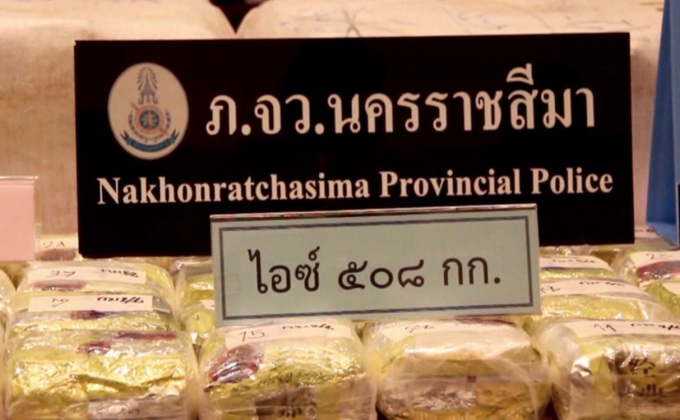 ภ.จว.นครราชสีมา
Nakhonratchasima Provincial Police
ไอซ์ ๕๐๘ กก.